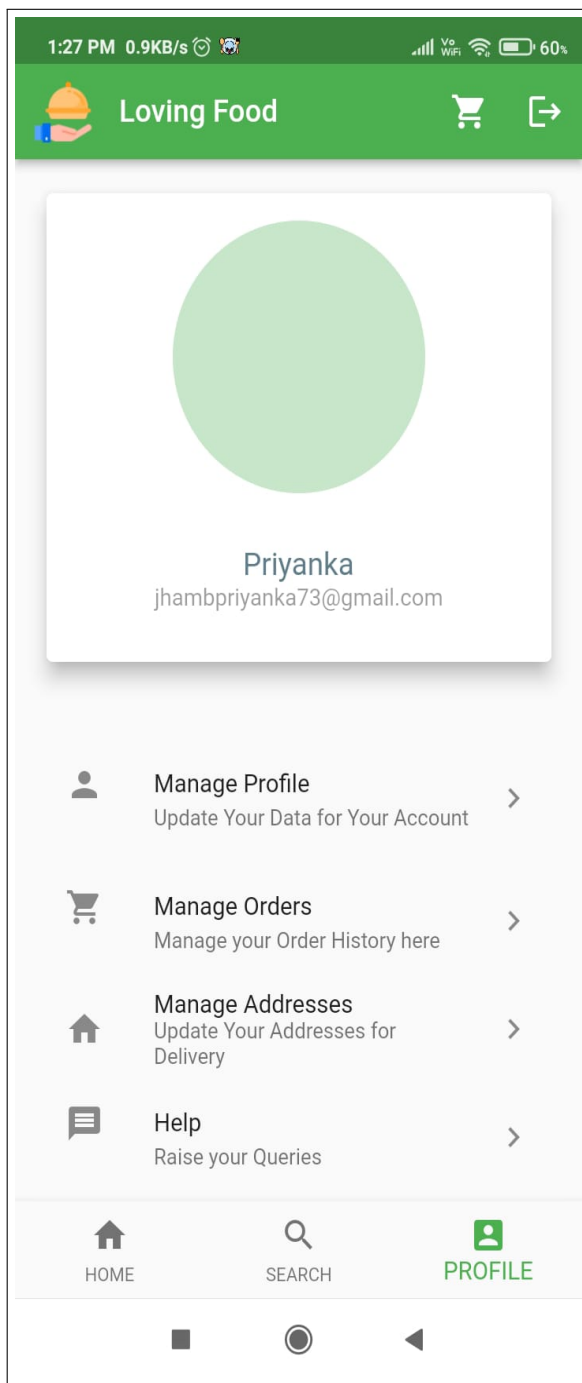 1:27 PM 0.9KB/s Vo WiFi 60%
Loving Food
Priyanka
jhambpriyanka73@gmail.com
Manage Profile
Update Your Data for Your Account
Manage Orders
Manage your Order History here
Manage Addresses
Update Your Addresses for
Delivery
Help
Raise your Queries
HOME SEARCH PROFILE